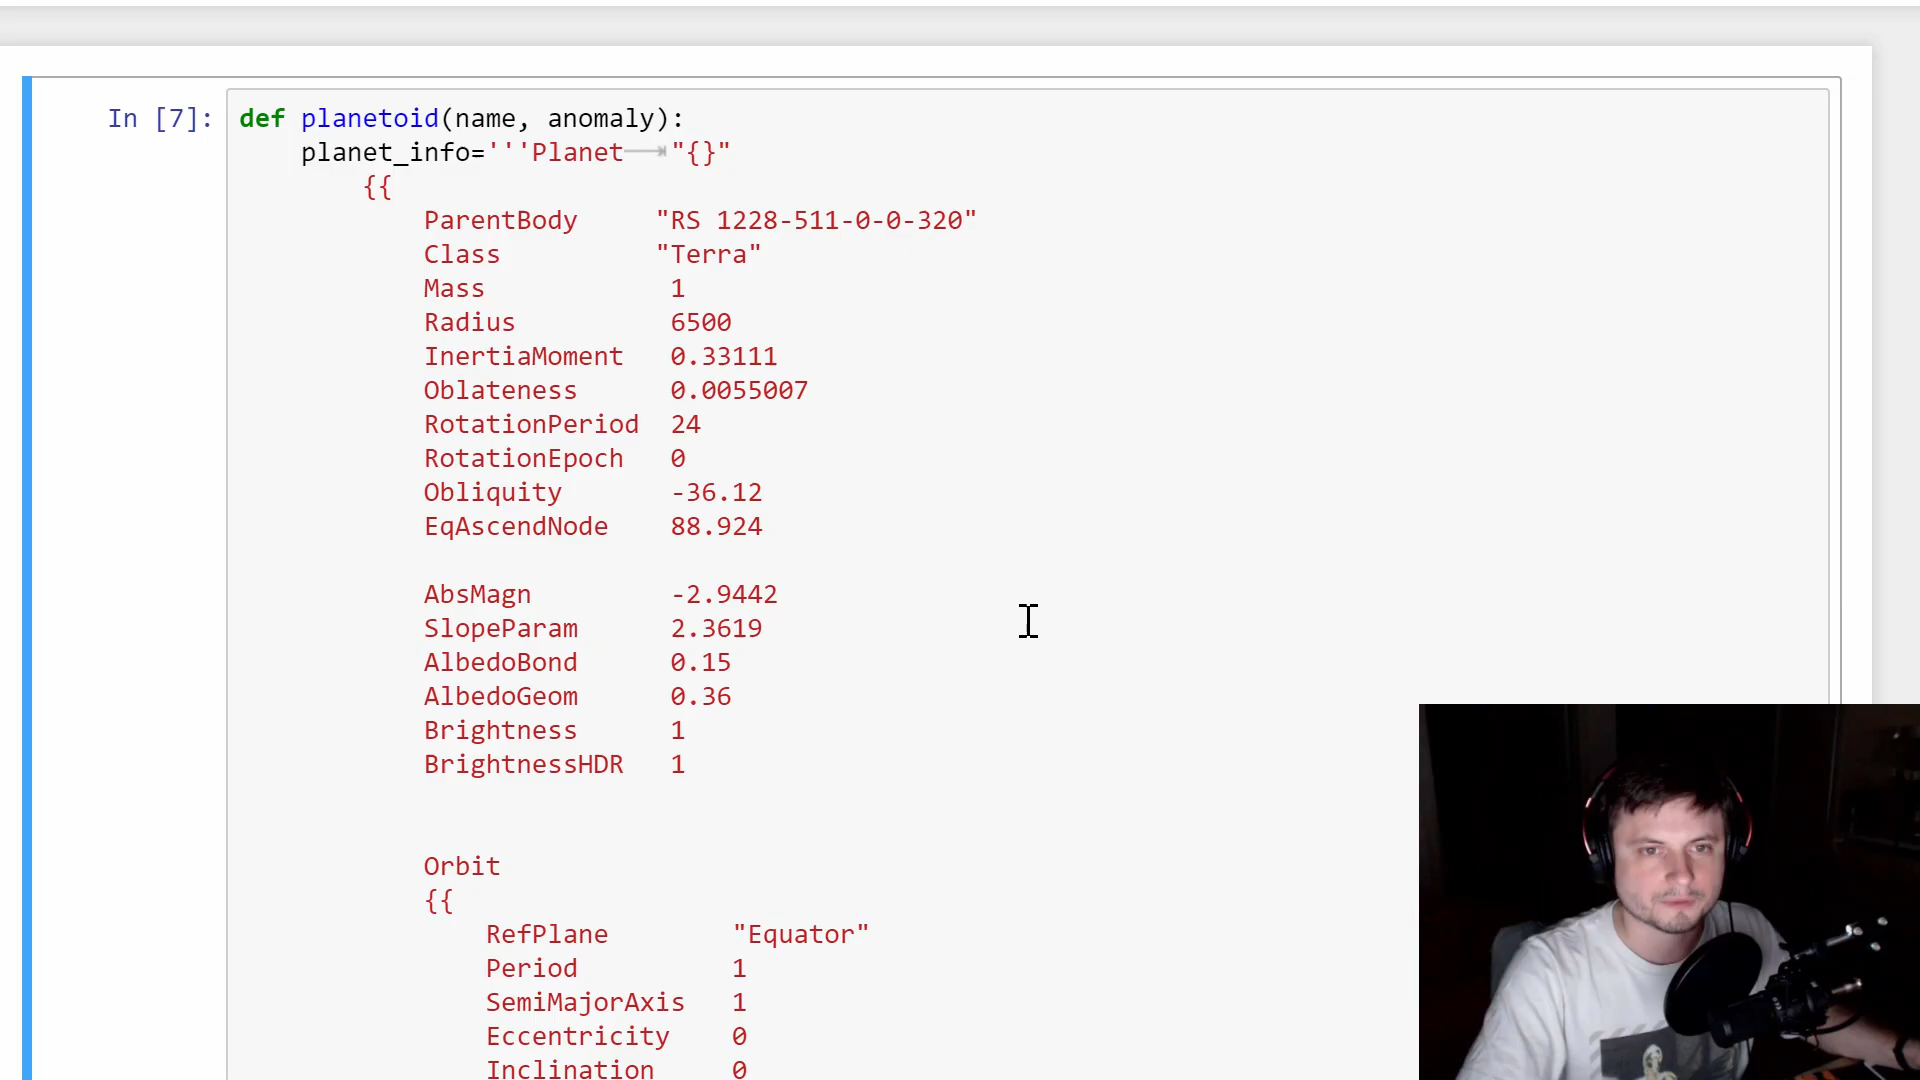 In [7]: def planetoid(name, anomaly):
planet_info='''Planet "{}"
{{
ParentBody "RS 1228-511-0-0-320"
Class "Terra"
Mass 1
Radius 6500
InertiaMoment 0.33111
Oblateness 0.0055007
RotationPeriod 24
RotationEpoch 0
Obliquity -36.12
EqAscendNode 88.924
AbsMagn -2.9442
SlopeParam 2.3619
AlbedoBond 0.15
AlbedoGeom 0.36
Brightness 1
BrightnessHDR 1
Orbit
{{
RefPlane "Equator"
Period 1
SemiMajorAxis 1
Eccentricity 0
Inclination 0